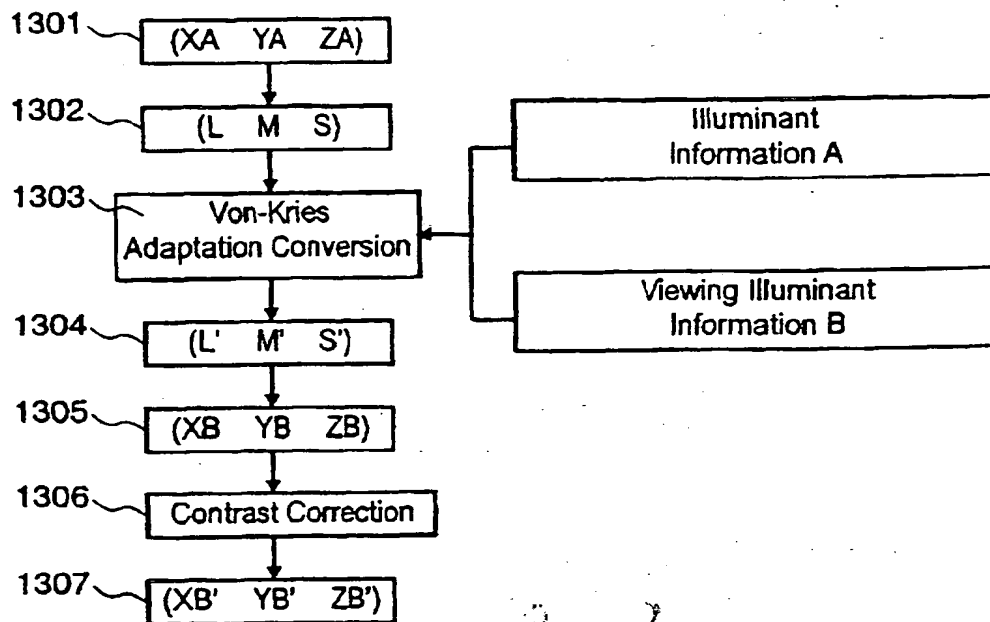 1301
(XA YA ZA)
1302
(L M S)
1303
Von-Kries
Adaptation Conversion
Illuminant
Information A
Viewing Illuminant
Information B
1304
(L' M' S')
1305
(XB YB ZB)
1306
Contrast Correction
1307
(XB' YB' ZB')